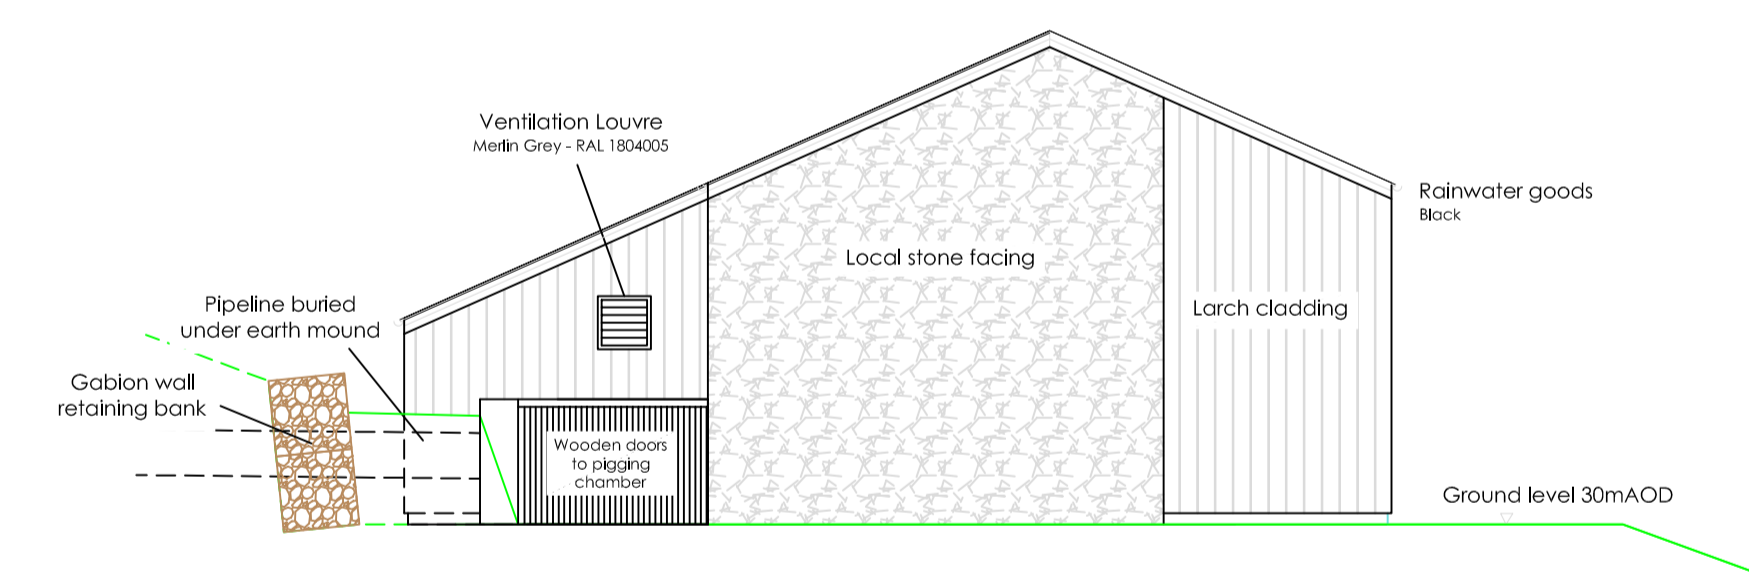 Ventilation Louvre
Merlin Grey - RAL 1804005
Rainwater goods
Black
Local stone facing
Pipeline buried
under earth mound
Larch cladding
Gabion wall
retaining bank
Wooden doors
to pigging
chamber
Ground level 30mAOD